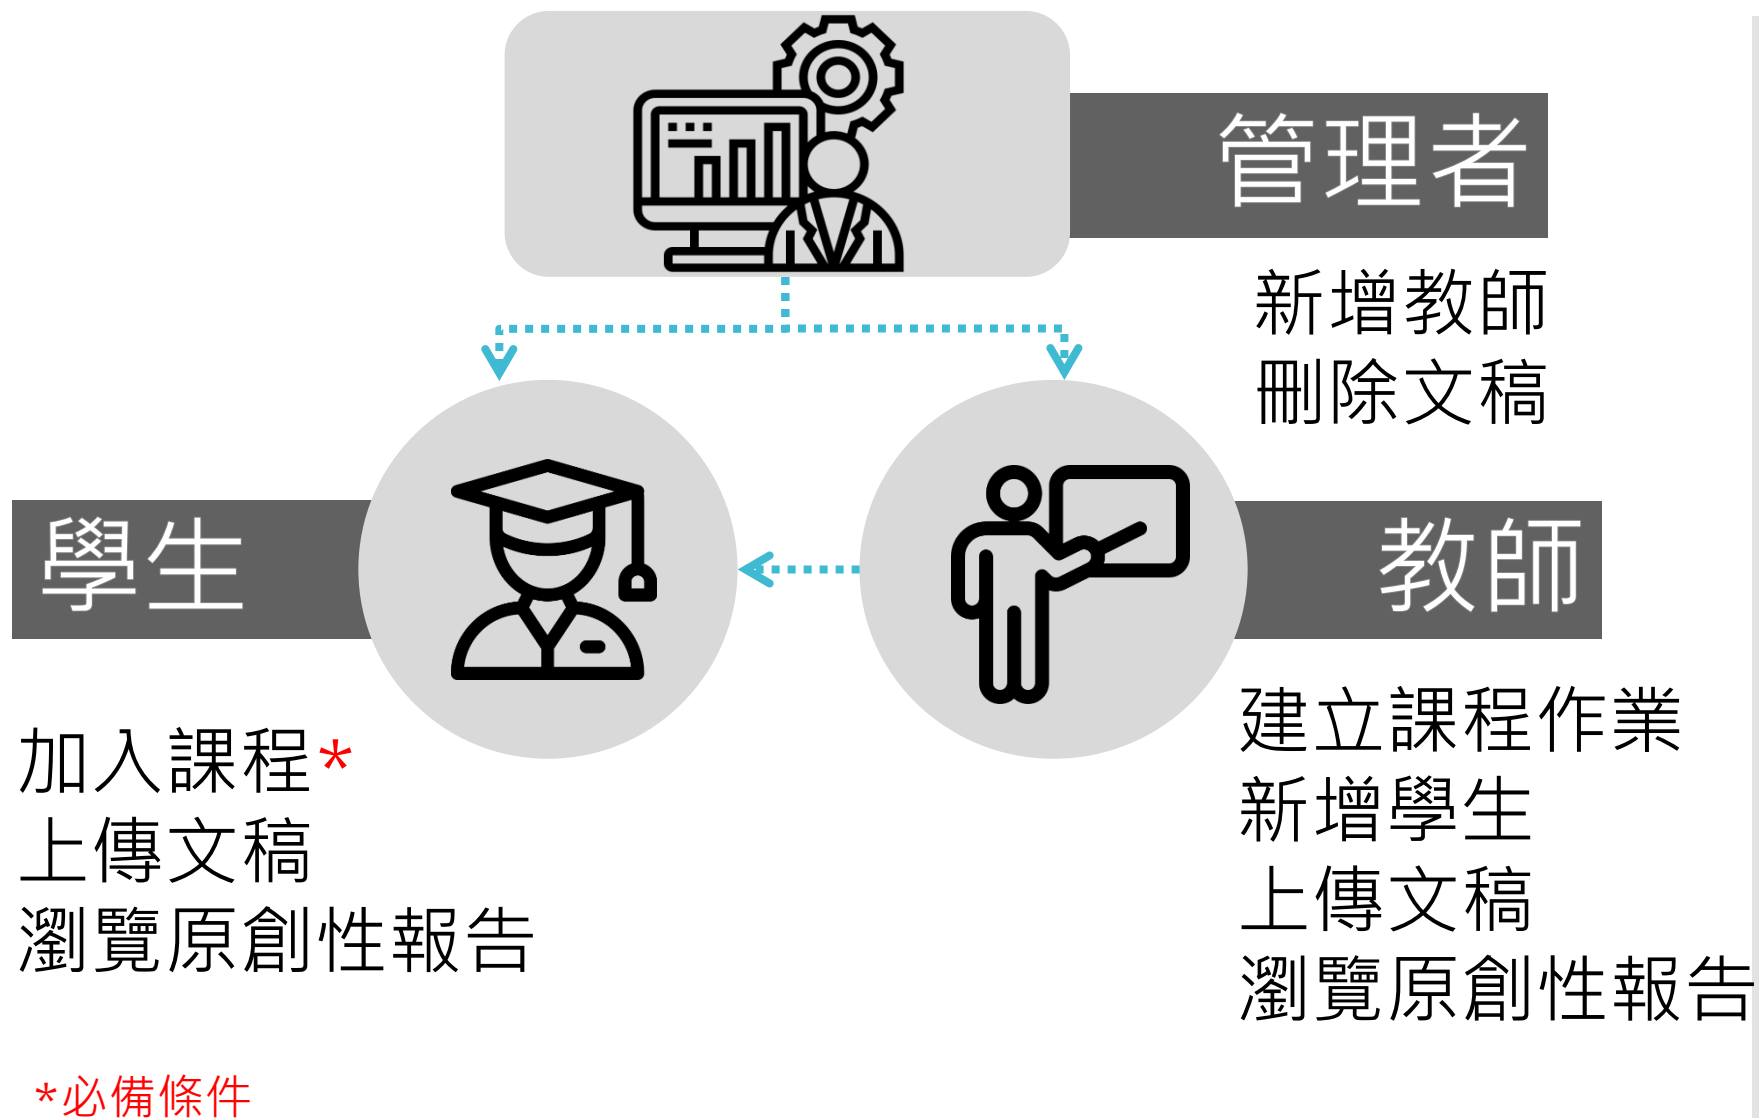 管理者
新增教師
刪除文稿
學生
加入課程*
上傳文稿
瀏覽原創性報告
*必備條件
教師
建立課程作業
新增學生
上傳文稿
瀏覽原創性報告